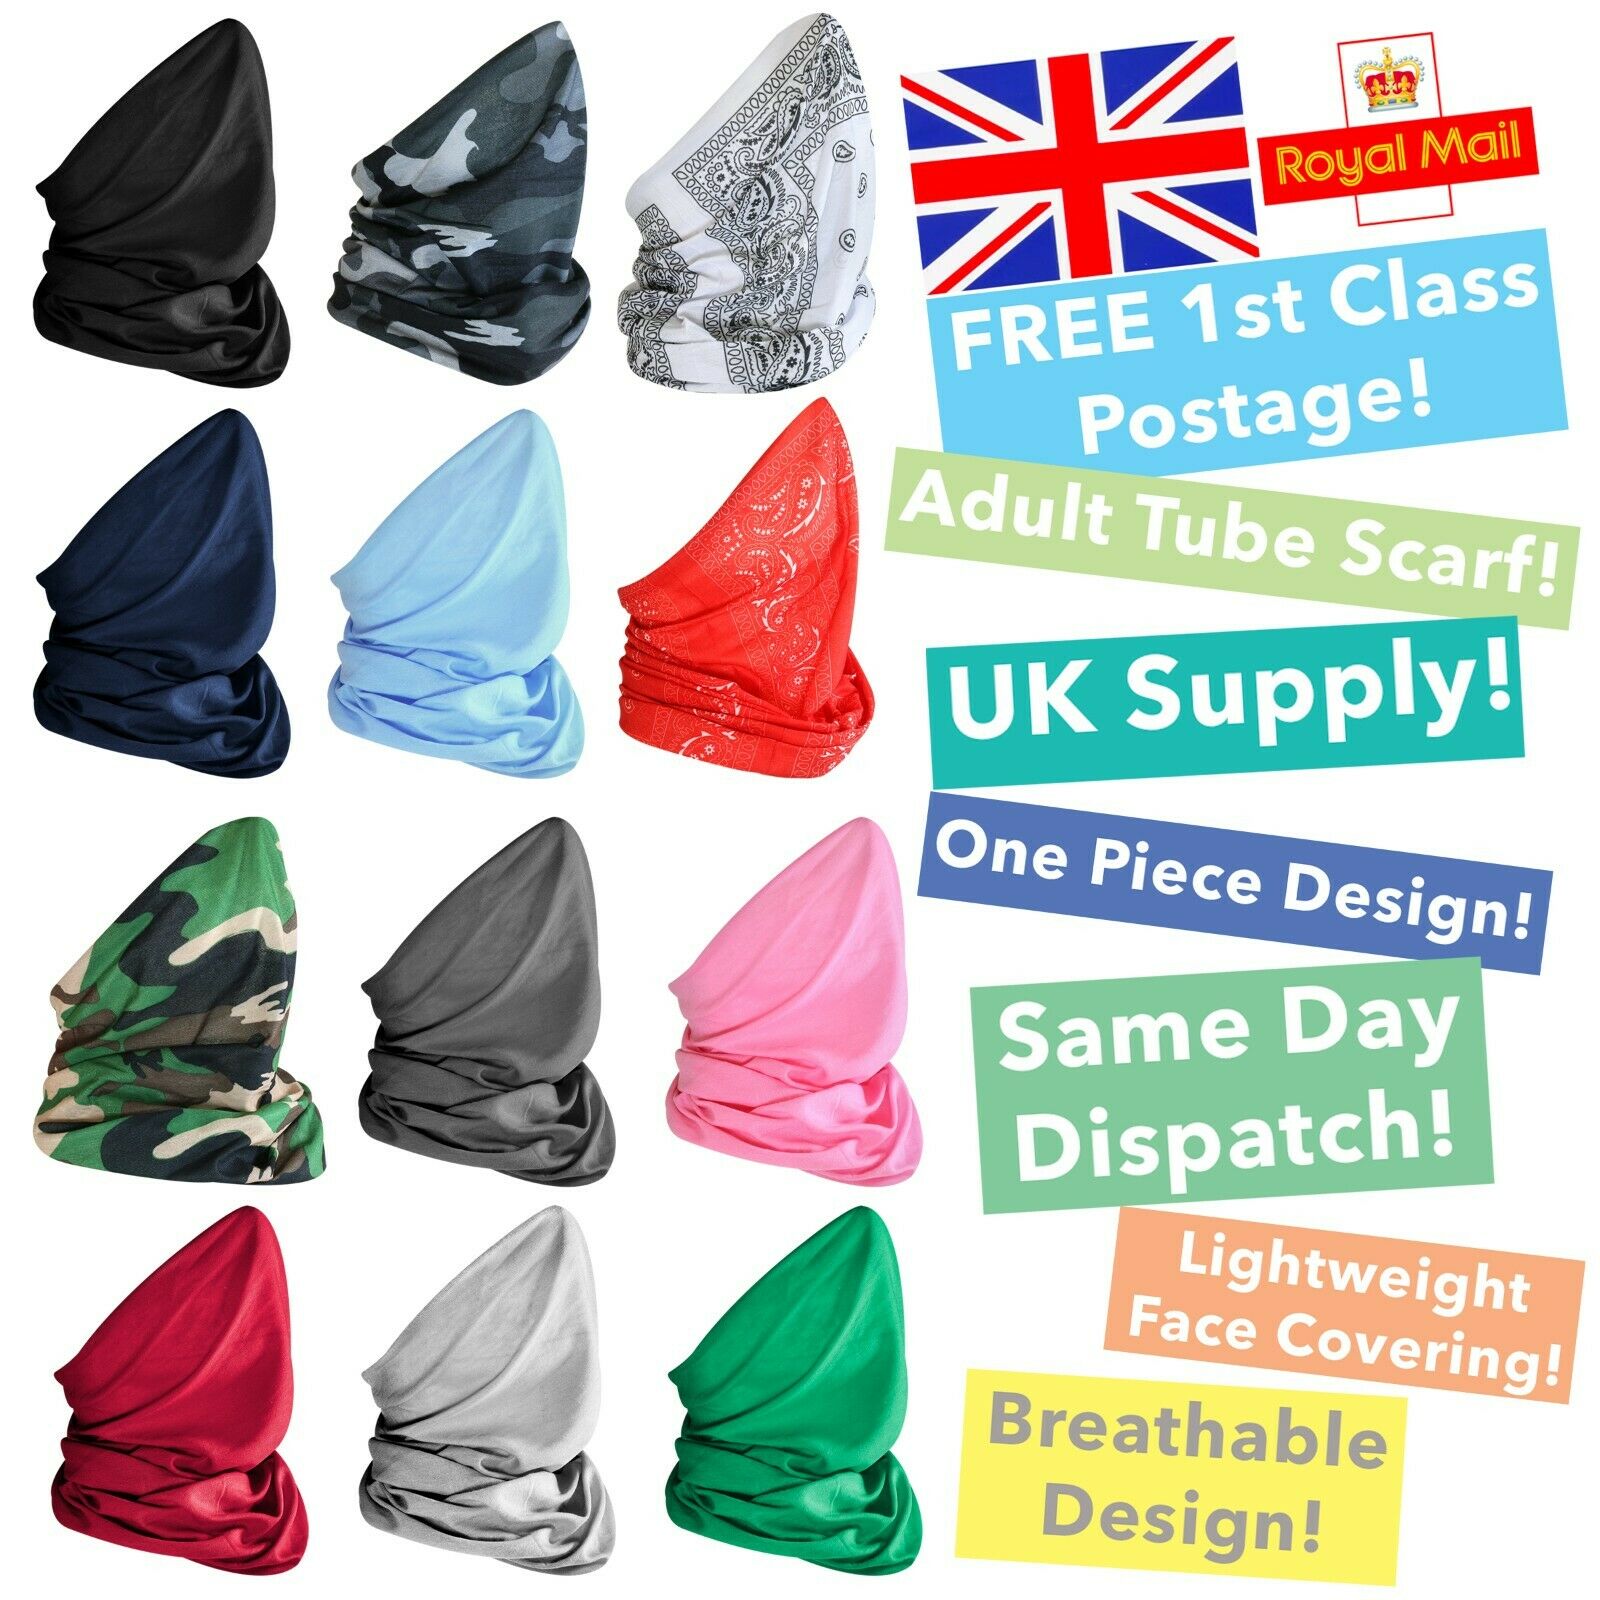 Royal Mail
FREE 1st Class
Postage!
Adult Tube Scarf!
UK Supply!
One Piece Design!
Same Day
Dispatch!
Lightweight
Face Covering!
Breathable
Design!